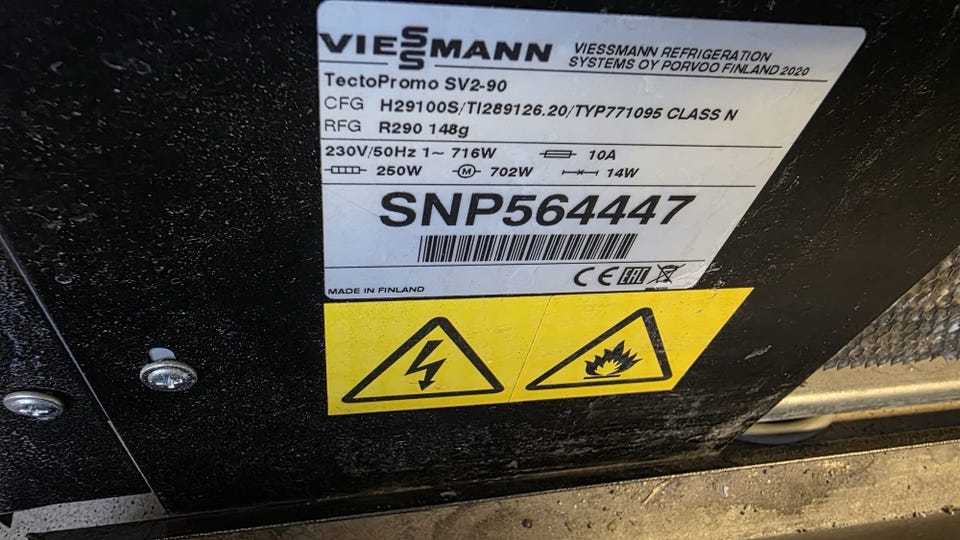 VIESSMANN
VIESSMANN REFRIGERATION
SYSTEMS OY PORVOO FINLAND 2020
TectoPromo SV2-90
CFG H29100S/TI289126.20/TYP771095 CLASS N
RFG R290 148g
230V/50Hz 1~ 716W 10A
250W M 702W 14W
SNP564447
CE EAC
MADE IN FINLAND